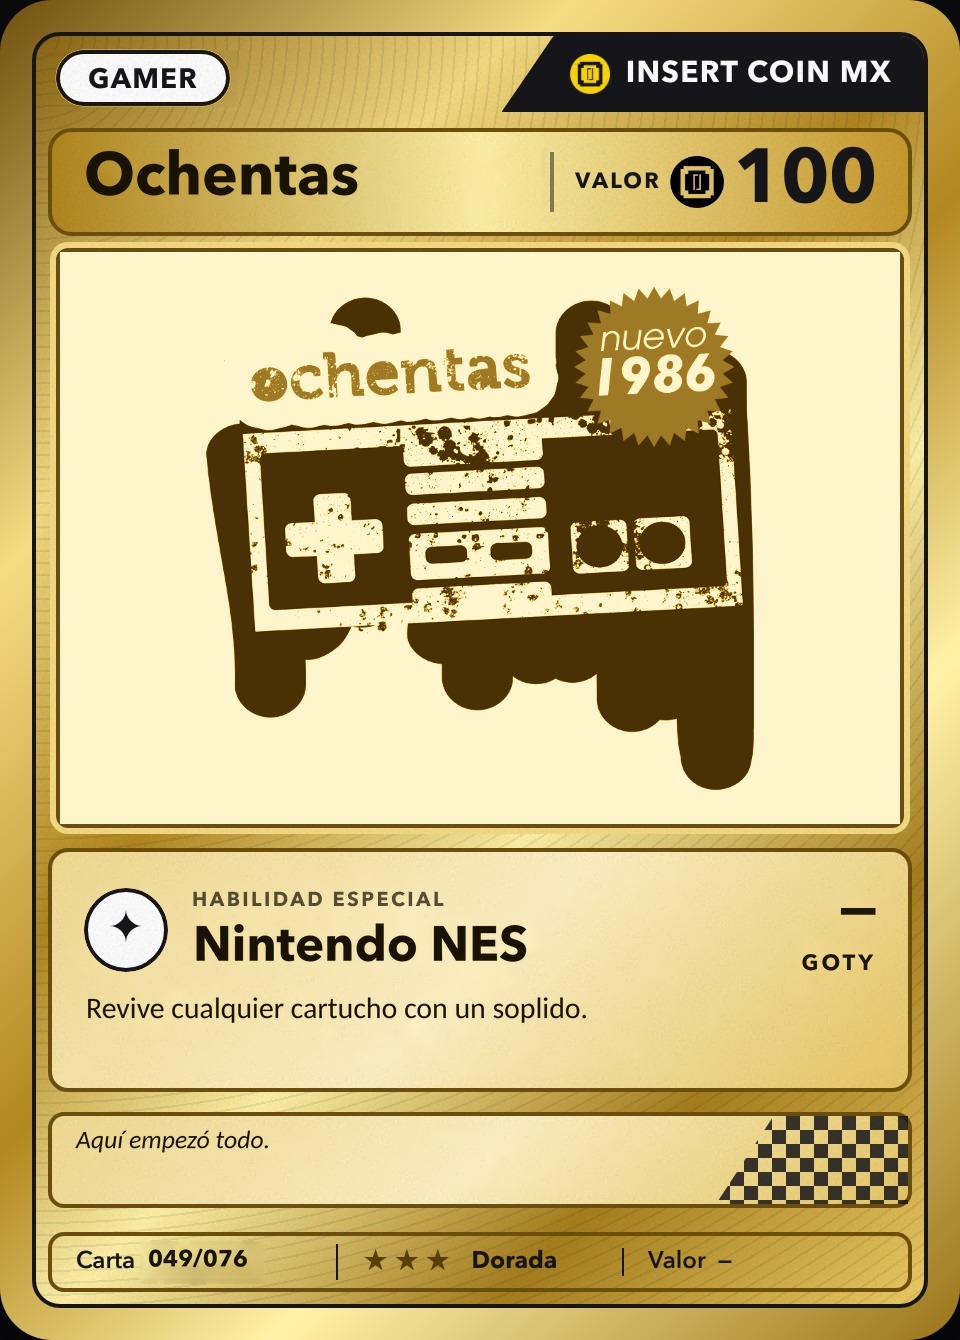 GAMER
INSERT COIN MX
Ochentas
VALOR 100
ochentas
nuevo
1986
HABILIDAD ESPECIAL
Nintendo NES
–
GOTY
Revive cualquier cartucho con un soplido.
Aquí empezó todo.
Carta 049/076 ★★★ Dorada Valor –